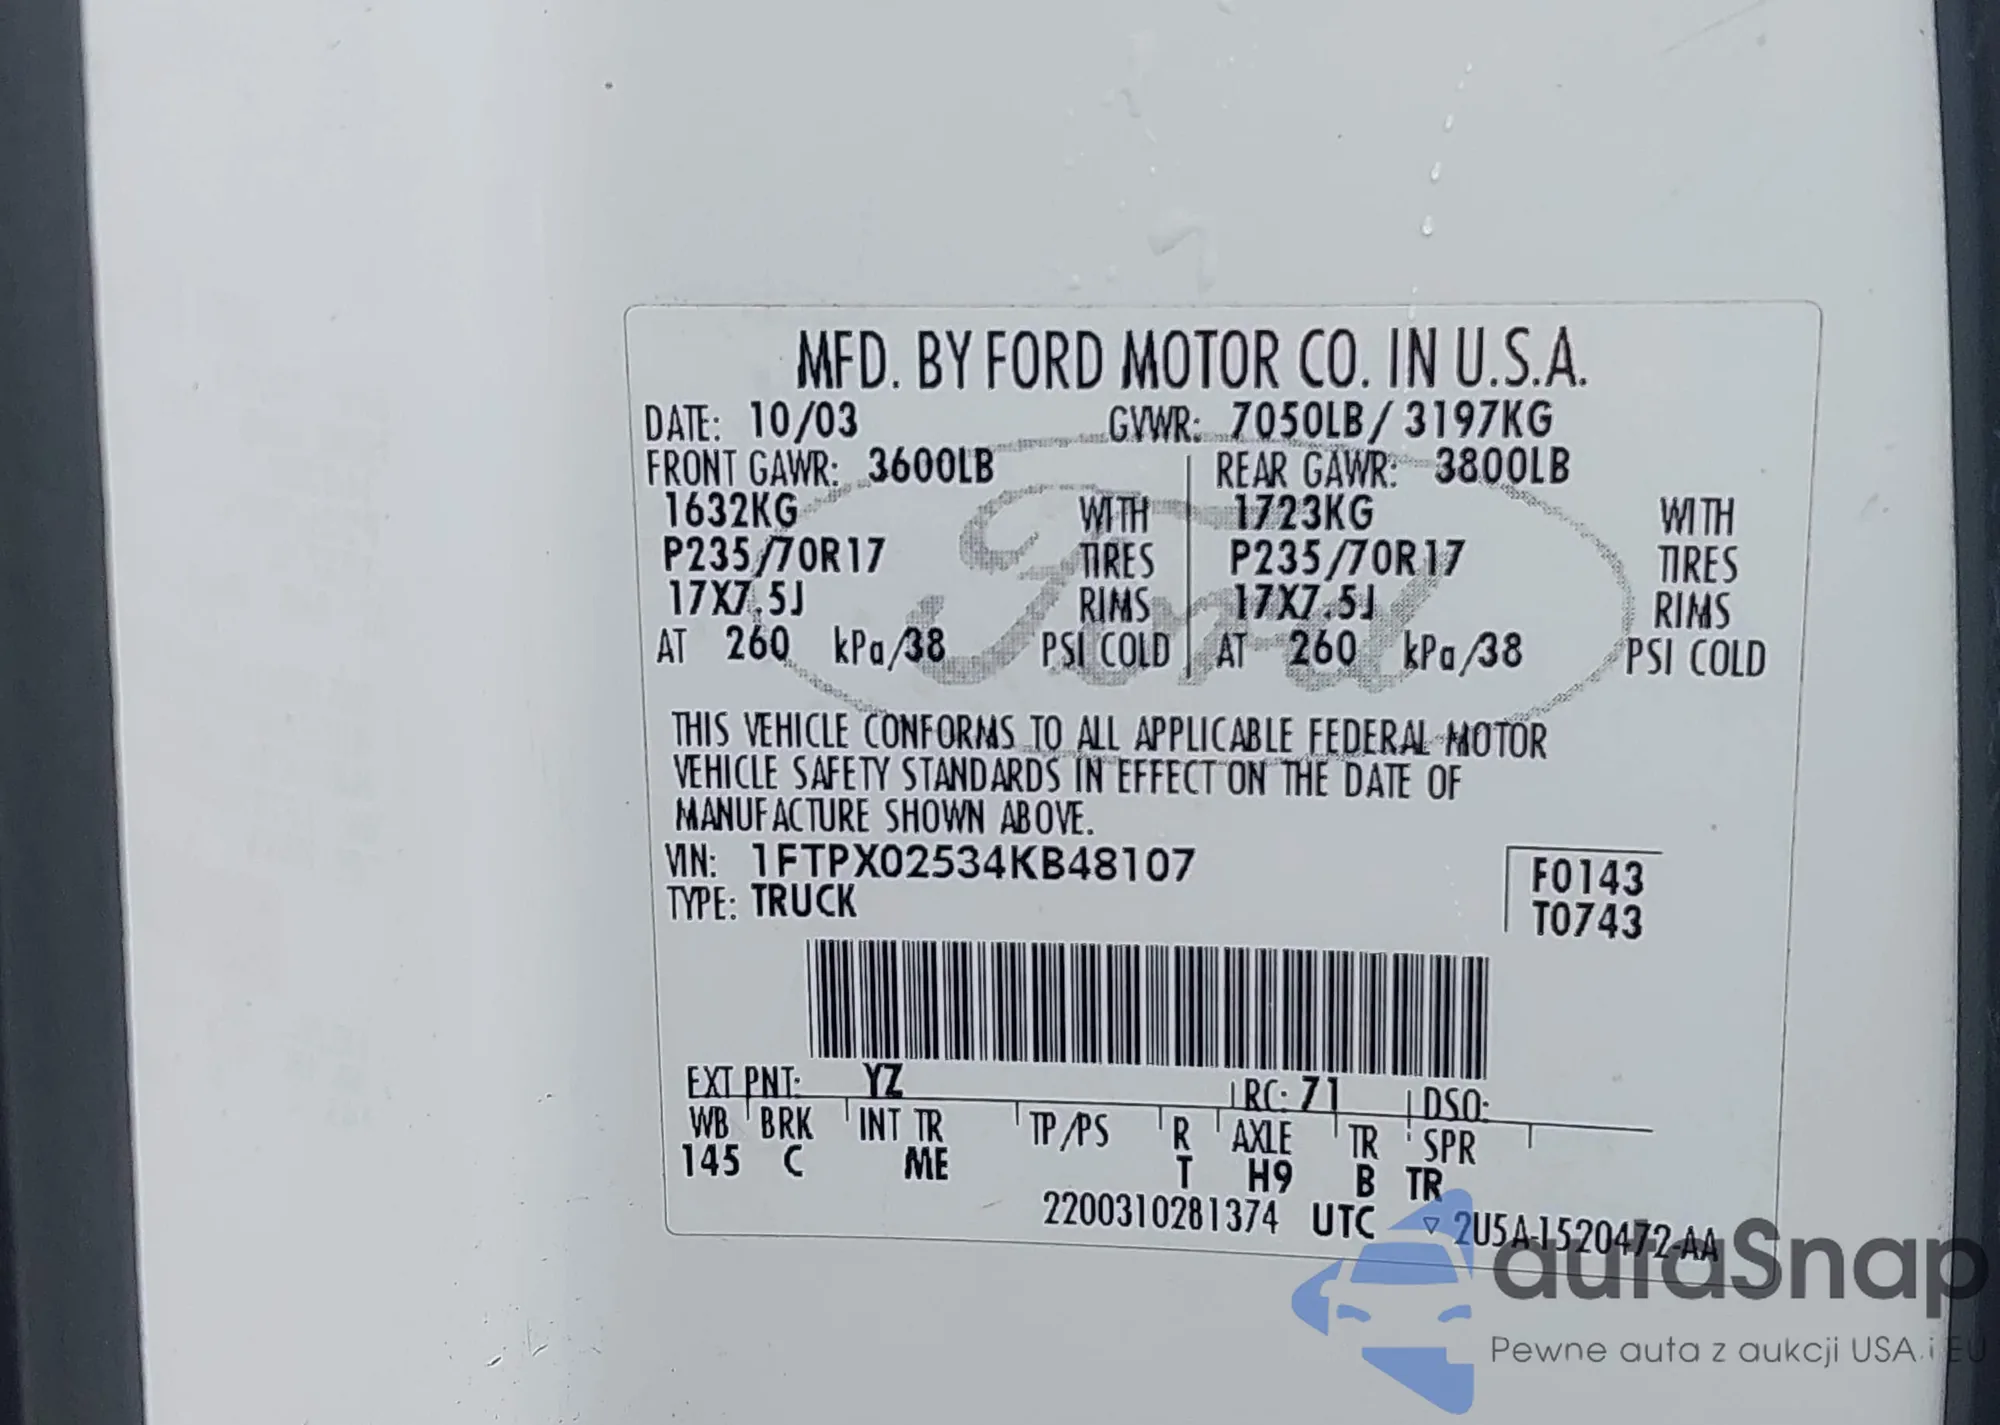 MFD. BY FORD MOTOR CO. IN U.S.A.
DATE: 10/03 GVWR: 7050LB / 3197KG
FRONT GAWR: 3600LB REAR GAWR: 3800LB
1632KG WITH 1723KG WITH
P235/70R17 TIRES P235/70R17 TIRES
17X7.5J RIMS 17X7.5J RIMS
AT 260 kPa/38 PSI COLD AT 260 kPa/38 PSI COLD
Ford
THIS VEHICLE CONFORMS TO ALL APPLICABLE FEDERAL MOTOR
VEHICLE SAFETY STANDARDS IN EFFECT ON THE DATE OF
MANUFACTURE SHOWN ABOVE.
VIN: 1FTPX02534KB48107 F0143
TYPE: TRUCK T0743
EXT PNT: YZ RC: 71 DSO:
WB BRK INT TR TP/PS R AXLE TR SPR
145 C ME T H9 B TR
2200310281374 UTC ▽ 2U5A-1520472-AA
autaSnap
Pewne auta z aukcji USA i EU